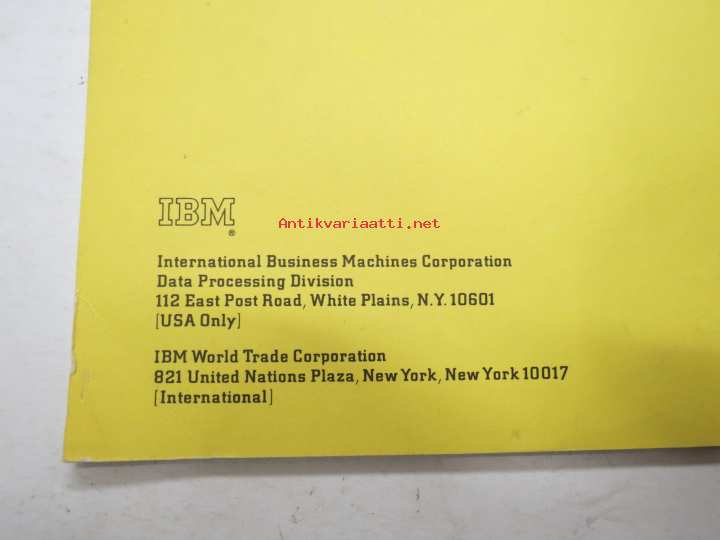 IBM
®
Antikvariaatti.net
International Business Machines Corporation
Data Processing Division
112 East Post Road, White Plains, N.Y. 10601
[USA Only]
IBM World Trade Corporation
821 United Nations Plaza, New York, New York 10017
[International]